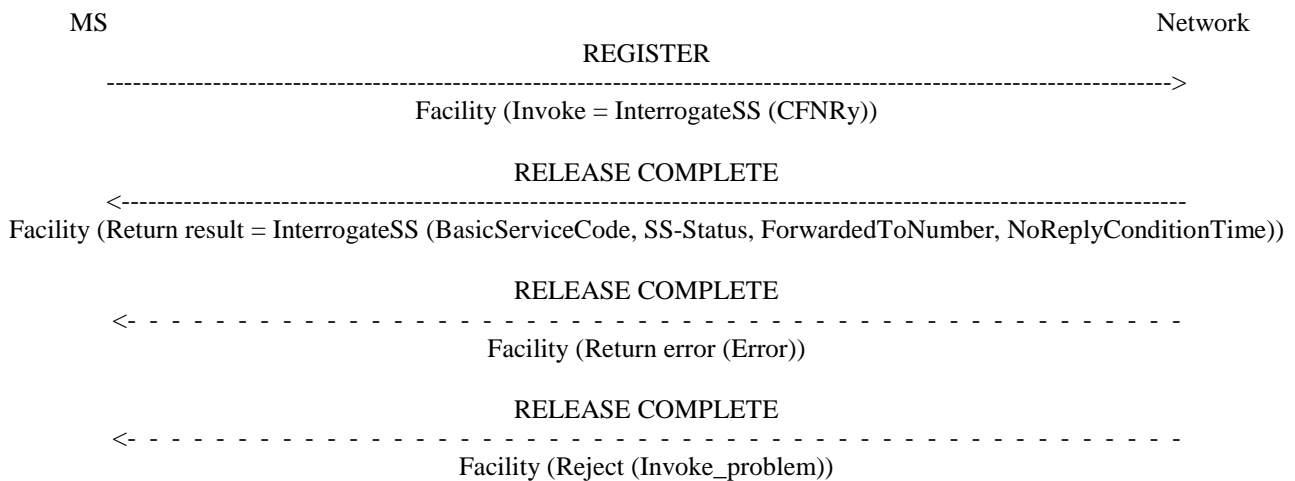 MS Network
REGISTER
Facility (Invoke = InterrogateSS (CFNRy))
RELEASE COMPLETE
Facility (Return result = InterrogateSS (BasicServiceCode, SS-Status, ForwardedToNumber, NoReplyConditionTime))
RELEASE COMPLETE
Facility (Return error (Error))
RELEASE COMPLETE
Facility (Reject (Invoke_problem))